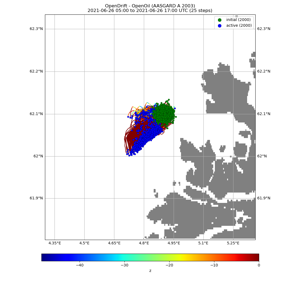 OpenDrift - OpenOil (AASGARD A 2003)
2021-06-26 05:00 to 2021-06-26 17:00 UTC (25 steps)
initial (2000)
active (2000)
62.3°N
62.3°N
62.2°N
62.2°N
62.1°N
62.1°N
62°N
62°N
61.9°N
61.9°N
4.35°E
4.5°E
4.65°E
4.8°E
4.95°E
5.1°E
5.25°E
−40
−30
−20
−10
0
z